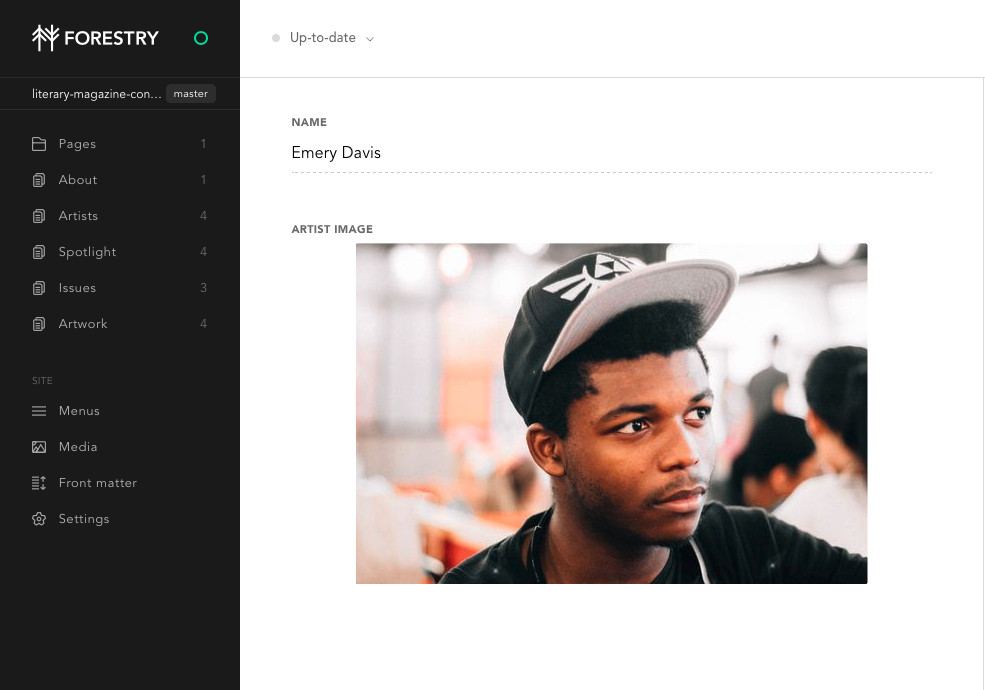 FORESTRY
Up-to-date
literary-magazine-con... master
NAME
Emery Davis
ARTIST IMAGE
Pages 1
About 1
Artists 4
Spotlight 4
Issues 3
Artwork 4
SITE
Menus
Media
Front matter
Settings